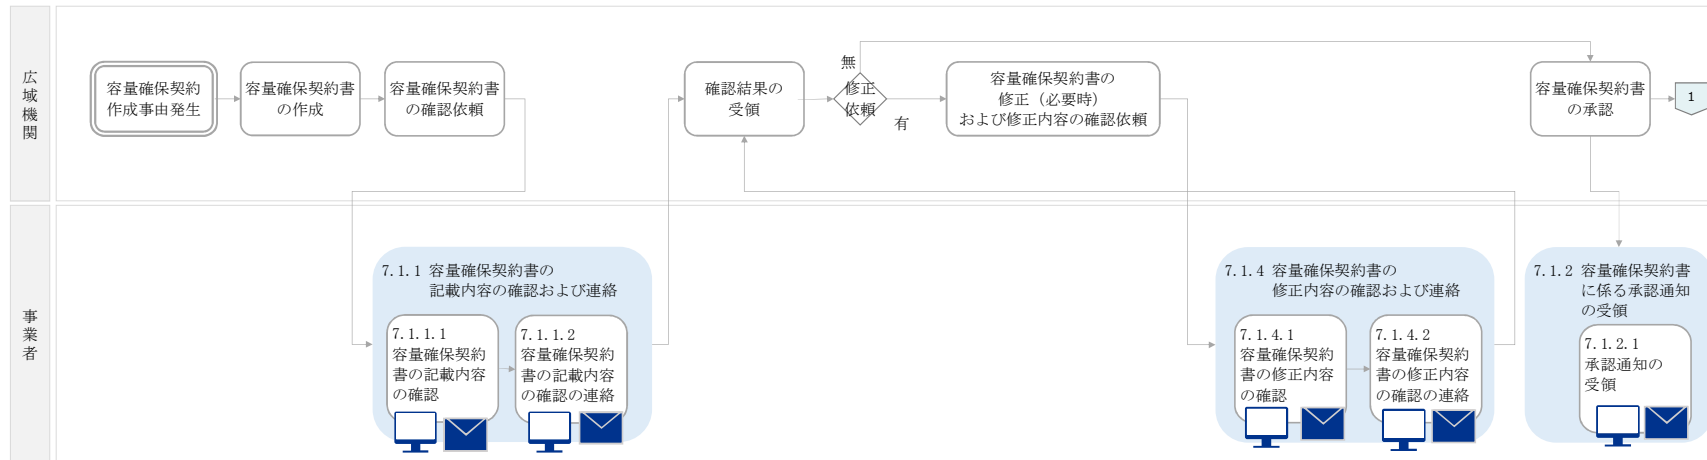 広域機関
容量確保契約
作成事由発生
容量確保契約書
の作成
容量確保契約書
の確認依頼
確認結果の
受領
無
修正
依頼
有
容量確保契約書の
修正（必要時）
および修正内容の確認依頼
容量確保契約書
の承認
1
事業者
7.1.1 容量確保契約書の
記載内容の確認および連絡
7.1.1.1
容量確保契約
書の記載内容
の確認
7.1.1.2
容量確保契約
書の記載内容
の確認の連絡
7.1.4 容量確保契約書の
修正内容の確認および連絡
7.1.4.1
容量確保契約
書の修正内容
の確認
7.1.4.2
容量確保契約
書の修正内容
の確認の連絡
7.1.2 容量確保契約書
に係る承認通知
の受領
7.1.2.1
承認通知の
受領